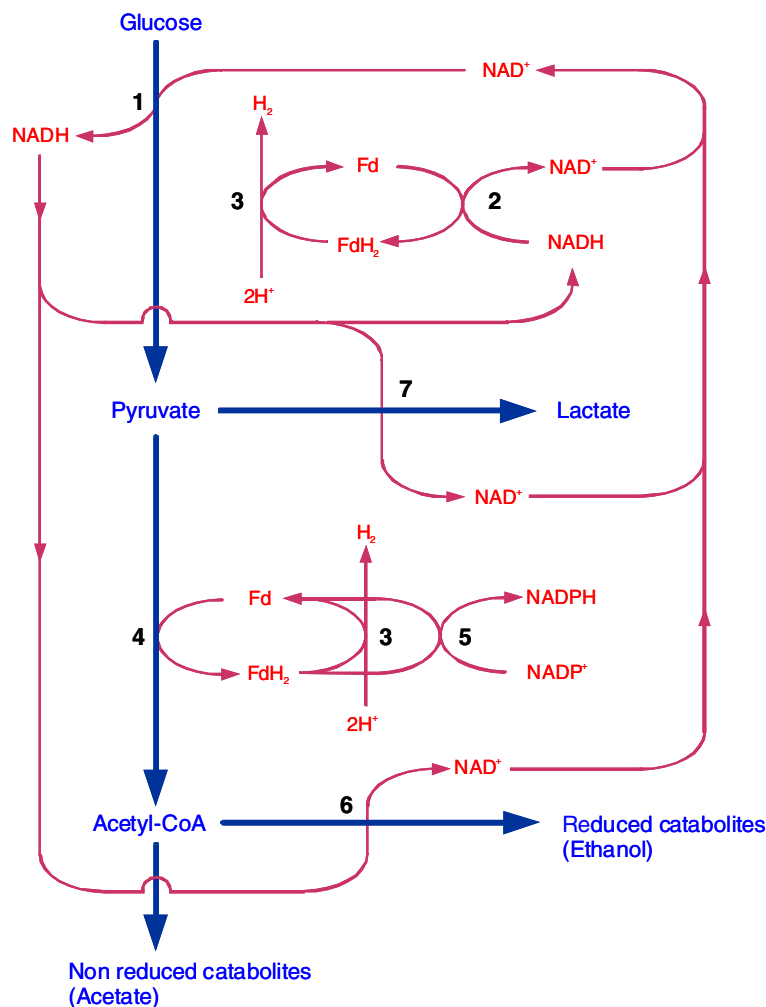 Glucose
NAD⁺
1
H₂
NADH
Fd
NAD⁺
3
2
FdH₂
NADH
2H⁺
7
Pyruvate
Lactate
NAD⁺
H₂
Fd
NADPH
4
3
5
FdH₂
NADP⁺
2H⁺
NAD⁺
6
Acetyl-CoA
Reduced catabolites
(Ethanol)
Non reduced catabolites
(Acetate)